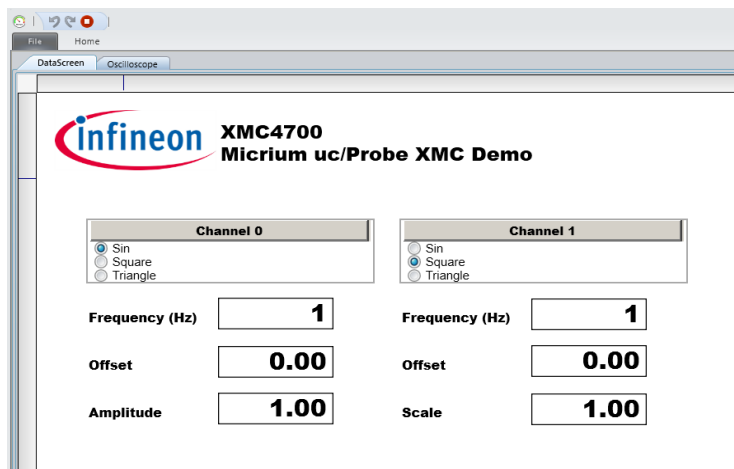 File Home
DataScreen Oscilloscope
infineon
XMC4700
Micrium uc/Probe XMC Demo
Channel 0
Sin
Square
Triangle
Frequency (Hz) 1
Offset 0.00
Amplitude 1.00
Channel 1
Sin
Square
Triangle
Frequency (Hz) 1
Offset 0.00
Scale 1.00